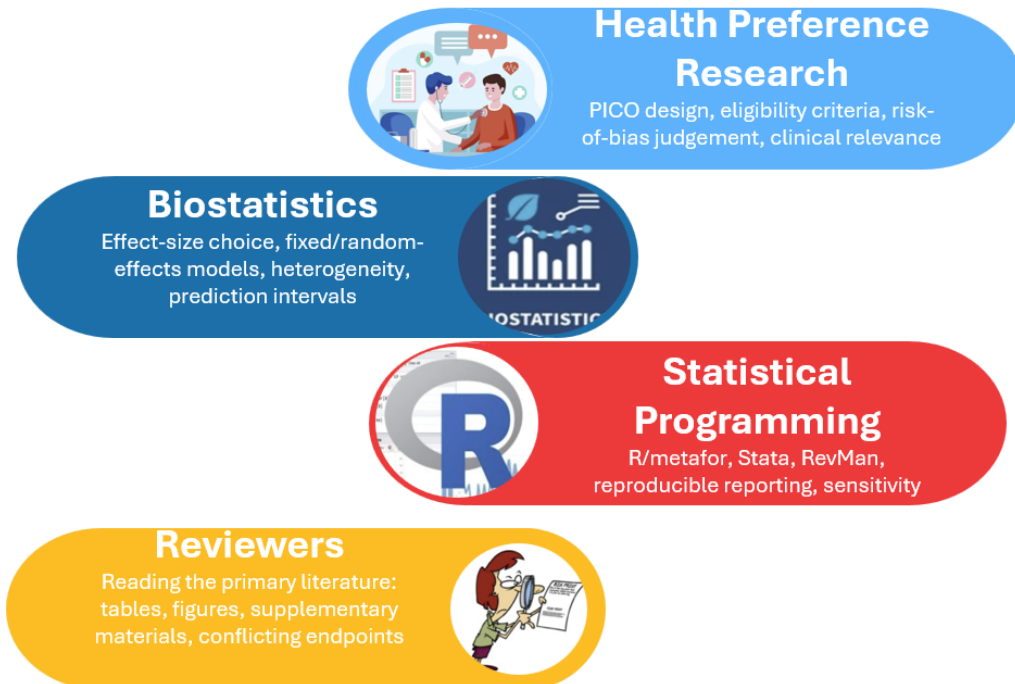 Health Preference
Research
PICO design, eligibility criteria, risk-
of-bias judgement, clinical relevance
Biostatistics
Effect-size choice, fixed/random-
effects models, heterogeneity,
prediction intervals
IOSTATISTIC
Statistical
Programming
R
R/metafor, Stata, RevMan,
reproducible reporting, sensitivity
Reviewers
Reading the primary literature:
tables, figures, supplementary
materials, conflicting endpoints